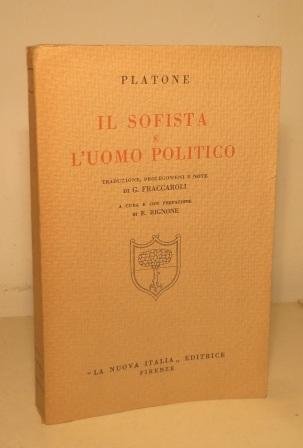 PLATONE
IL SOFISTA
E
L'UOMO POLITICO
TRADUZIONE, PROLEGOMENI E NOTE
DI G. FRACCAROLI
A CURA E CON PREFAZIONE
DI E. BIGNONE
"LA NUOVA ITALIA„ EDITRICE
FIRENZE